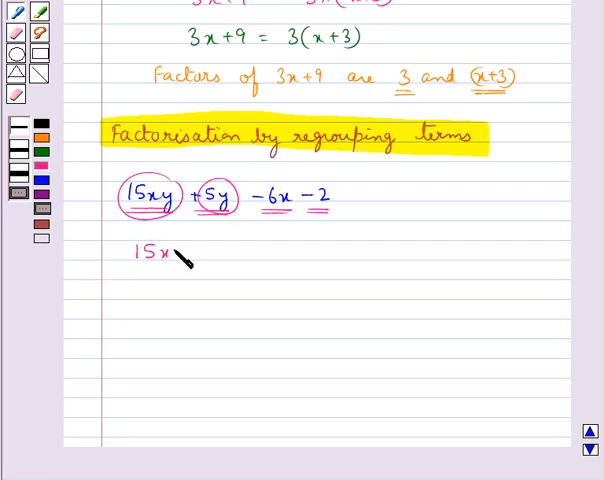 3x+9 = 3(x+3)
Factors of 3x+9 are 3 and (x+3)
Factorisation by regrouping terms
15xy +5y -6x -2
15x